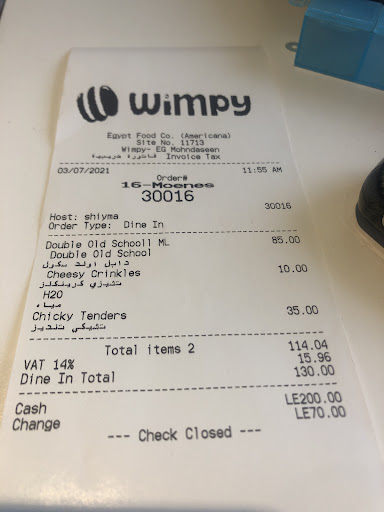 Wimpy
Egypt Food Co. (Americana)
Site No. 11713
Wimpy- EG Mohndaseen
فاتورة ضريبية Invoice Tax
03/07/2021 11:55 AM
Order#
16-Moenes
30016
30016
Host: shiyma
Order Type: Dine In
Double Old Schooll ML 85.00
Double Old School
دابل اولد سكول
Cheesy Crinkles 10.00
تشيزي كرينكلز
H20
مياه
Chicky Tenders 35.00
تشيكي تندرز
Total items 2 114.04
VAT 14% 15.96
Dine In Total 130.00
Cash LE200.00
Change LE70.00
--- Check Closed ---